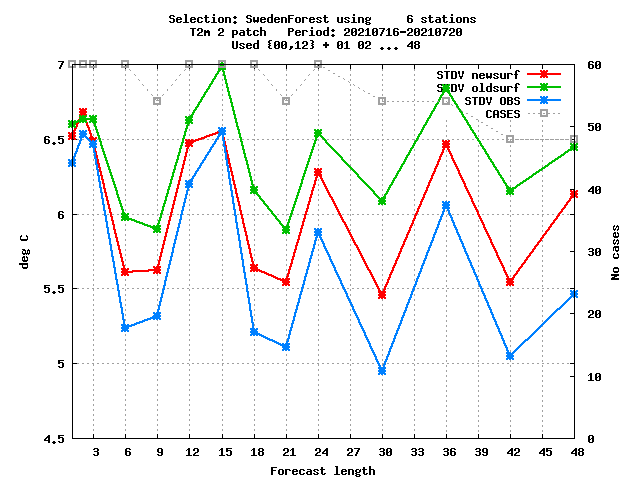 Selection: SwedenForest using     6 stations
T2m 2 patch   Period: 20210716-20210720
Used {00,12} + 01 02 ... 48
STDV newsurf
STDV oldsurf
STDV OBS
CASES
7
6.5
6
5.5
5
4.5
deg C
60
50
40
30
20
10
0
No cases
3 6 9 12 15 18 21 24 27 30 33 36 39 42 45 48
Forecast length